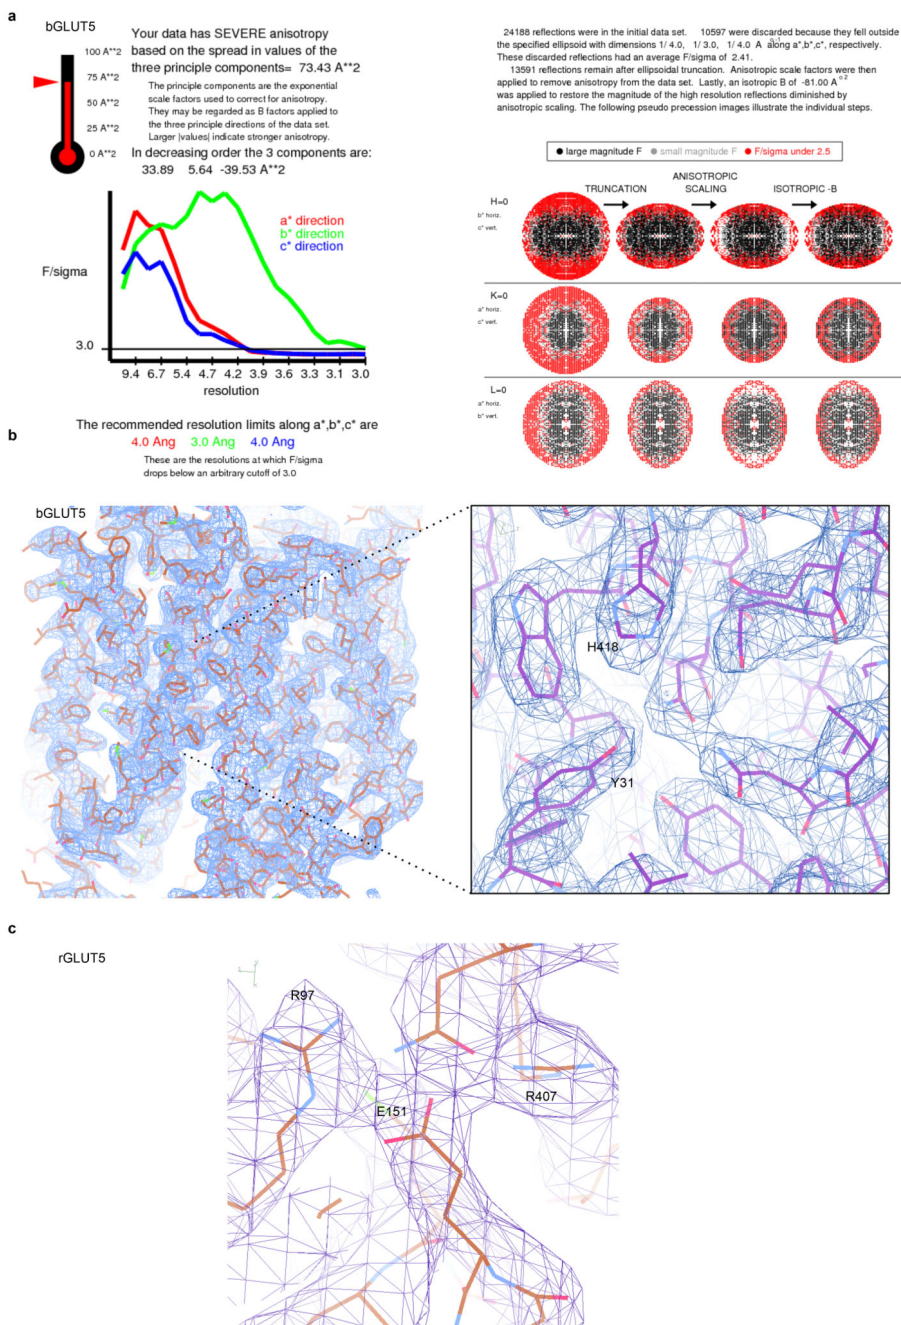 a
bGLUT5
100 A**2
75 A**2
50 A**2
25 A**2
0 A**2
Your data has SEVERE anisotropy
based on the spread in values of the
three principle components= 73.43 A**2
The principle components are the exponential
scale factors used to correct for anisotropy.
They may be regarded as B factors applied to
the three principle directions of the data set.
Larger |values| indicate stronger anisotropy.
In decreasing order the 3 components are:
33.89 5.64 -39.53 A**2
a* direction
b* direction
c* direction
F/sigma
3.0
9.4 6.7 5.4 4.7 4.2 3.9 3.6 3.3 3.1 3.0
resolution
The recommended resolution limits along a*,b*,c* are
4.0 Ang 3.0 Ang 4.0 Ang
These are the resolutions at which F/sigma
drops below an arbitrary cutoff of 3.0
24188 reflections were in the initial data set. 10597 were discarded because they fell outside
the specified ellipsoid with dimensions 1/ 4.0, 1/ 3.0, 1/ 4.0 A-1 along a*,b*,c*, respectively.
These discarded reflections had an average F/sigma of 2.41.
13591 reflections remain after ellipsoidal truncation. Anisotropic scale factors were then
applied to remove anisotropy from the data set. Lastly, an isotropic B of -81.00 A°2
was applied to restore the magnitude of the high resolution reflections diminished by
anisotropic scaling. The following pseudo precession images illustrate the individual steps.
large magnitude F small magnitude F F/sigma under 2.5
TRUNCATION
ANISOTROPIC
SCALING
ISOTROPIC -B
H=0
b* horiz.
c* vert.
K=0
a* horiz.
c* vert.
L=0
a* horiz.
b* vert.
b
bGLUT5
H418
Y31
c
rGLUT5
R97
E151
R407